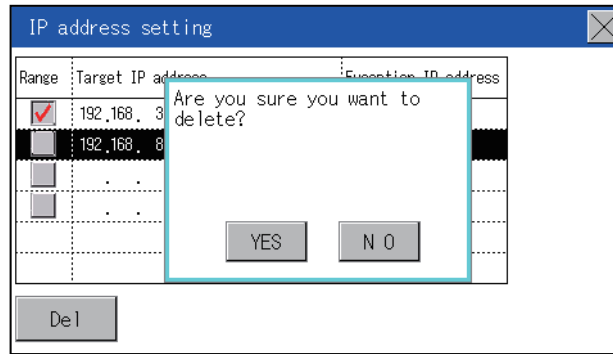 IP address setting
Range Target IP address Exception IP address
192.168. 3
192.168. 8
. .
. .
Are you sure you want to
delete?
YES N O
Del